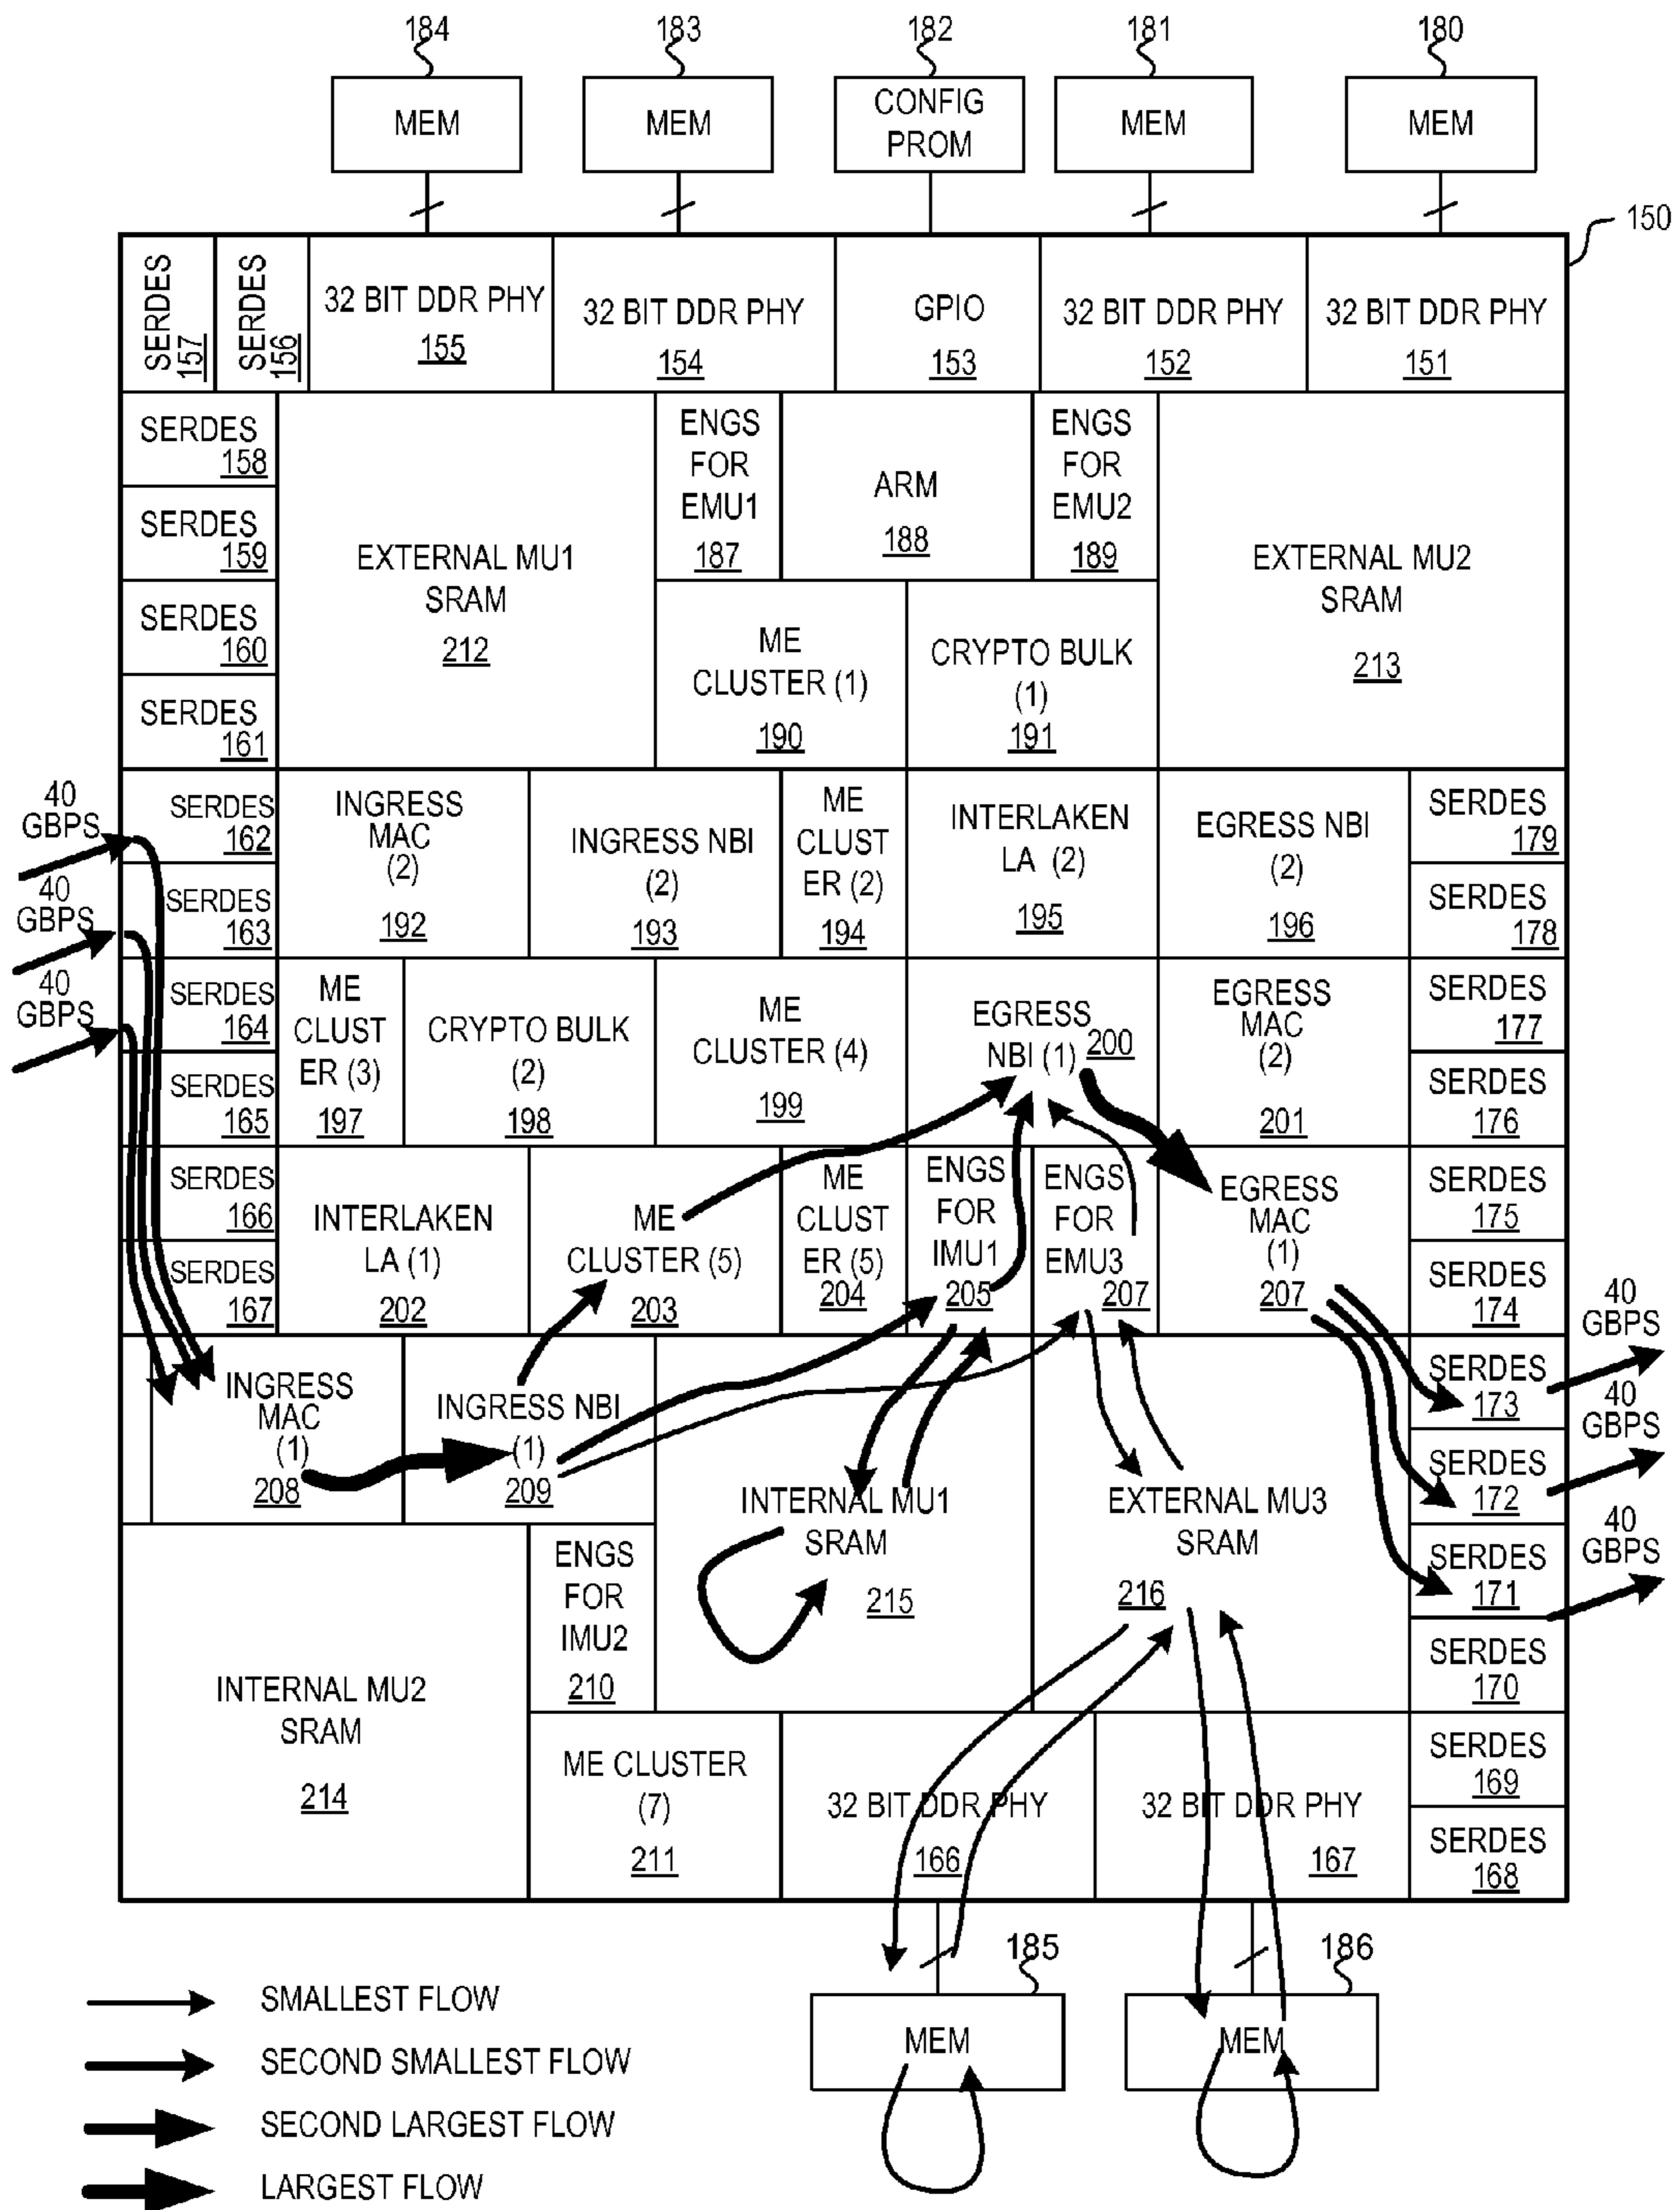 184
183
182
181
180
MEM
MEM
CONFIG
PROM
MEM
MEM
150
SERDES
157
SERDES
156
32 BIT DDR PHY
155
32 BIT DDR PHY
154
GPIO
153
32 BIT DDR PHY
152
32 BIT DDR PHY
151
SERDES
158
SERDES
159
SERDES
160
SERDES
161
EXTERNAL MU1
SRAM
212
ENGS
FOR
EMU1
187
ARM
188
ENGS
FOR
EMU2
189
EXTERNAL MU2
SRAM
213
ME
CLUSTER (1)
190
CRYPTO BULK
(1)
191
40
GBPS
40
GBPS
40
GBPS
SERDES
162
SERDES
163
INGRESS
MAC
(2)
192
INGRESS NBI
(2)
193
ME
CLUST
ER (2)
194
INTERLAKEN
LA (2)
195
EGRESS NBI
(2)
196
SERDES
179
SERDES
178
SERDES
164
SERDES
165
ME
CLUST
ER (3)
197
CRYPTO BULK
(2)
198
ME
CLUSTER (4)
199
EGRESS
NBI (1) 200
EGRESS
MAC
(2)
201
SERDES
177
SERDES
176
SERDES
166
SERDES
167
INTERLAKEN
LA (1)
202
ME
CLUSTER (5)
203
ME
CLUST
ER (5)
204
ENGS
FOR
IMU1
205
ENGS
FOR
EMU3
207
EGRESS
MAC
(1)
207
SERDES
175
SERDES
174
INGRESS
MAC
(1)
208
INGRESS NBI
(1)
209
INTERNAL MU1
SRAM
215
EXTERNAL MU3
SRAM
216
SERDES
173
SERDES
172
SERDES
171
SERDES
170
40
GBPS
40
GBPS
40
GBPS
INTERNAL MU2
SRAM
214
ENGS
FOR
IMU2
210
ME CLUSTER
(7)
211
32 BIT DDR PHY
166
32 BIT DDR PHY
167
SERDES
169
SERDES
168
185
186
MEM
MEM
SMALLEST FLOW
SECOND SMALLEST FLOW
SECOND LARGEST FLOW
LARGEST FLOW